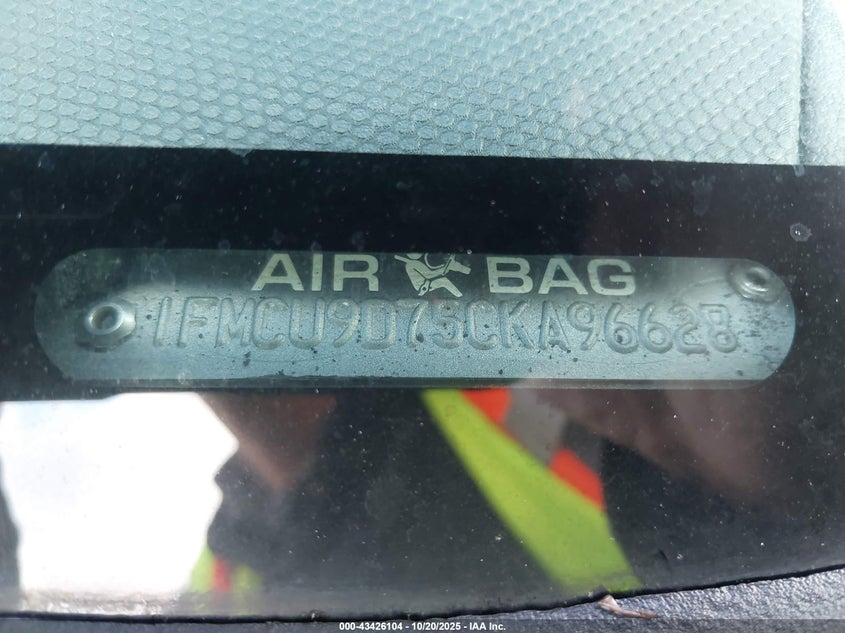 AIR BAG
1FMCU9D75CKA96628
000-43426104 - 10/20/2025 - IAA Inc.